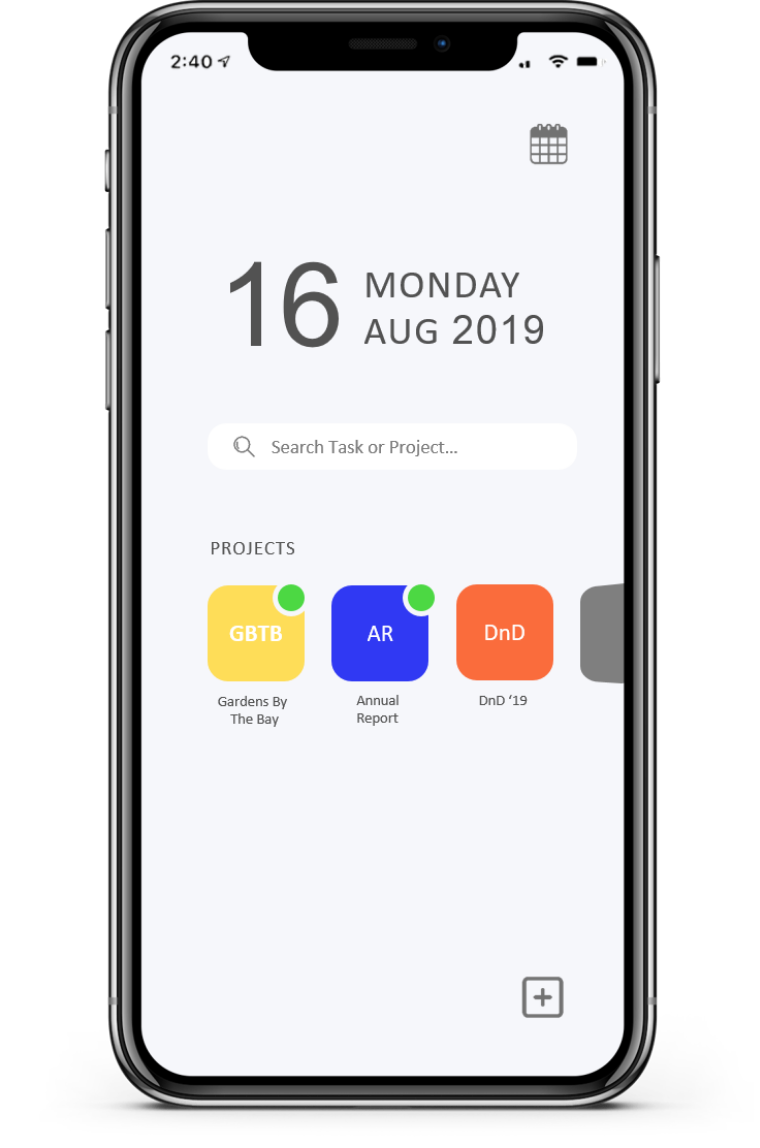 2:40
16
MONDAY
AUG 2019
Search Task or Project...
PROJECTS
GBTB
AR
DnD
Gardens By
The Bay
Annual
Report
DnD ‘19